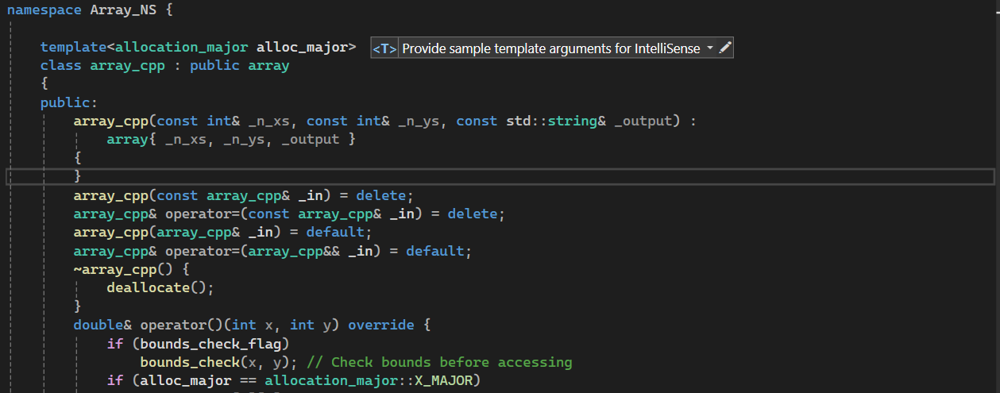 namespace Array_NS {
template<allocation_major alloc_major> <T> Provide sample template arguments for IntelliSense
class array_cpp : public array
{
public:
array_cpp(const int& _n_xs, const int& _n_ys, const std::string& _output) :
array{ _n_xs, _n_ys, _output }
{
}
array_cpp(const array_cpp& _in) = delete;
array_cpp& operator=(const array_cpp& _in) = delete;
array_cpp(array_cpp& _in) = default;
array_cpp& operator=(array_cpp&& _in) = default;
~array_cpp() {
deallocate();
}
double& operator()(int x, int y) override {
if (bounds_check_flag)
bounds_check(x, y); // Check bounds before accessing
if (alloc_major == allocation_major::X_MAJOR)